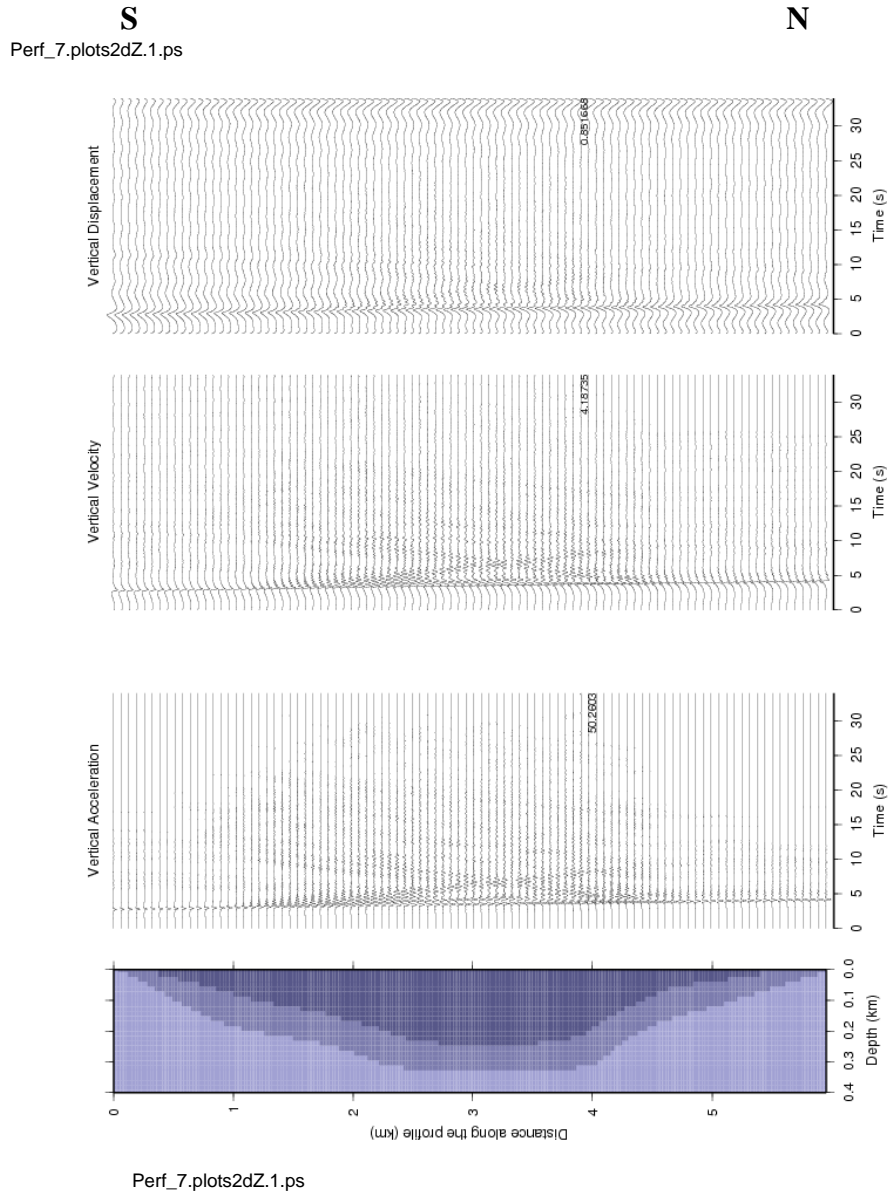 S N
Perf_7.plots2dZ.1.ps
Vertical Displacement
0.851668
0 5 10 15 20 25 30
Time (s)
Vertical Velocity
4.18735
0 5 10 15 20 25 30
Time (s)
Vertical Acceleration
50.2603
0 5 10 15 20 25 30
Time (s)
0.0 0.1 0.2 0.3 0.4
Depth (km)
0 1 2 3 4 5
Distance along the profile (km)
Perf_7.plots2dZ.1.ps